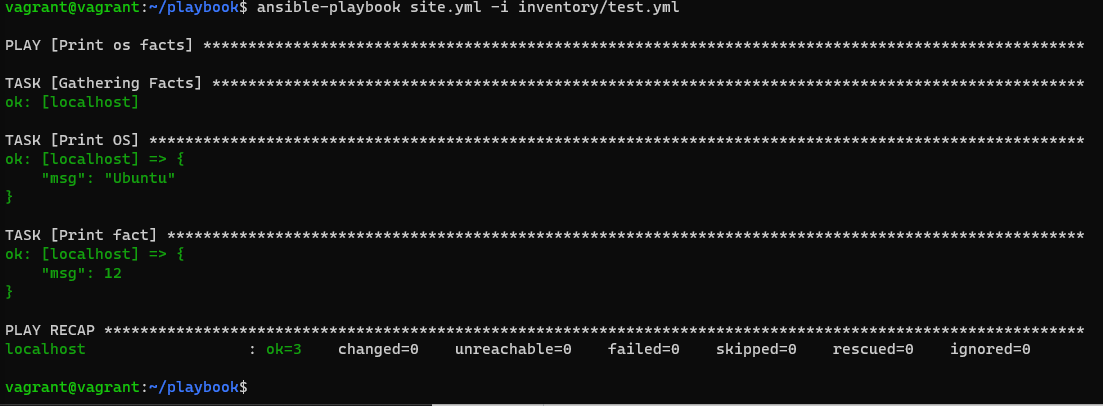 vagrant@vagrant:~/playbook$ ansible-playbook site.yml -i inventory/test.yml
PLAY [Print os facts] **************************************************************************************************
TASK [Gathering Facts] *************************************************************************************************
ok: [localhost]
TASK [Print OS] ********************************************************************************************************
ok: [localhost] => {
    "msg": "Ubuntu"
}
TASK [Print fact] ******************************************************************************************************
ok: [localhost] => {
    "msg": 12
}
PLAY RECAP *************************************************************************************************************
localhost                  : ok=3    changed=0    unreachable=0    failed=0    skipped=0    rescued=0    ignored=0
vagrant@vagrant:~/playbook$